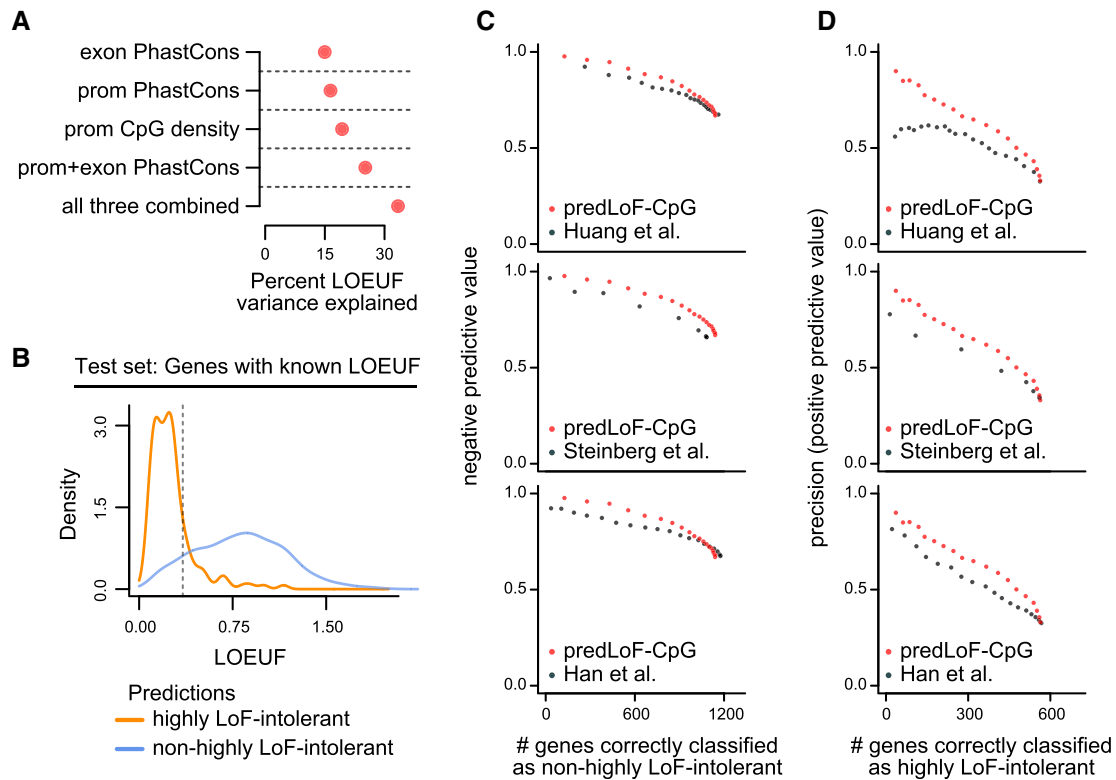 A
exon PhastCons
prom PhastCons
prom CpG density
prom+exon PhastCons
all three combined
0 15 30
Percent LOEUF
variance explained
B
Test set: Genes with known LOEUF
Density
3.0
1.5
0.0
0.00 0.75 1.50
LOEUF
Predictions
highly LoF-intolerant
non-highly LoF-intolerant
C
negative predictive value
1.0
0.5
0.0
predLoF-CpG
Huang et al.
1.0
0.5
0.0
predLoF-CpG
Steinberg et al.
1.0
0.5
0.0
predLoF-CpG
Han et al.
0 600 1200
# genes correctly classified
as non-highly LoF-intolerant
D
precision (positive predictive value)
1.0
0.5
0.0
predLoF-CpG
Huang et al.
1.0
0.5
0.0
predLoF-CpG
Steinberg et al.
1.0
0.5
0.0
predLoF-CpG
Han et al.
0 300 600
# genes correctly classified
as highly LoF-intolerant